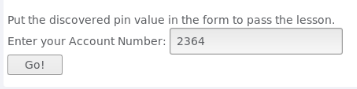 Put the discovered pin value in the form to pass the lesson.
Enter your Account Number: 2364
Go!